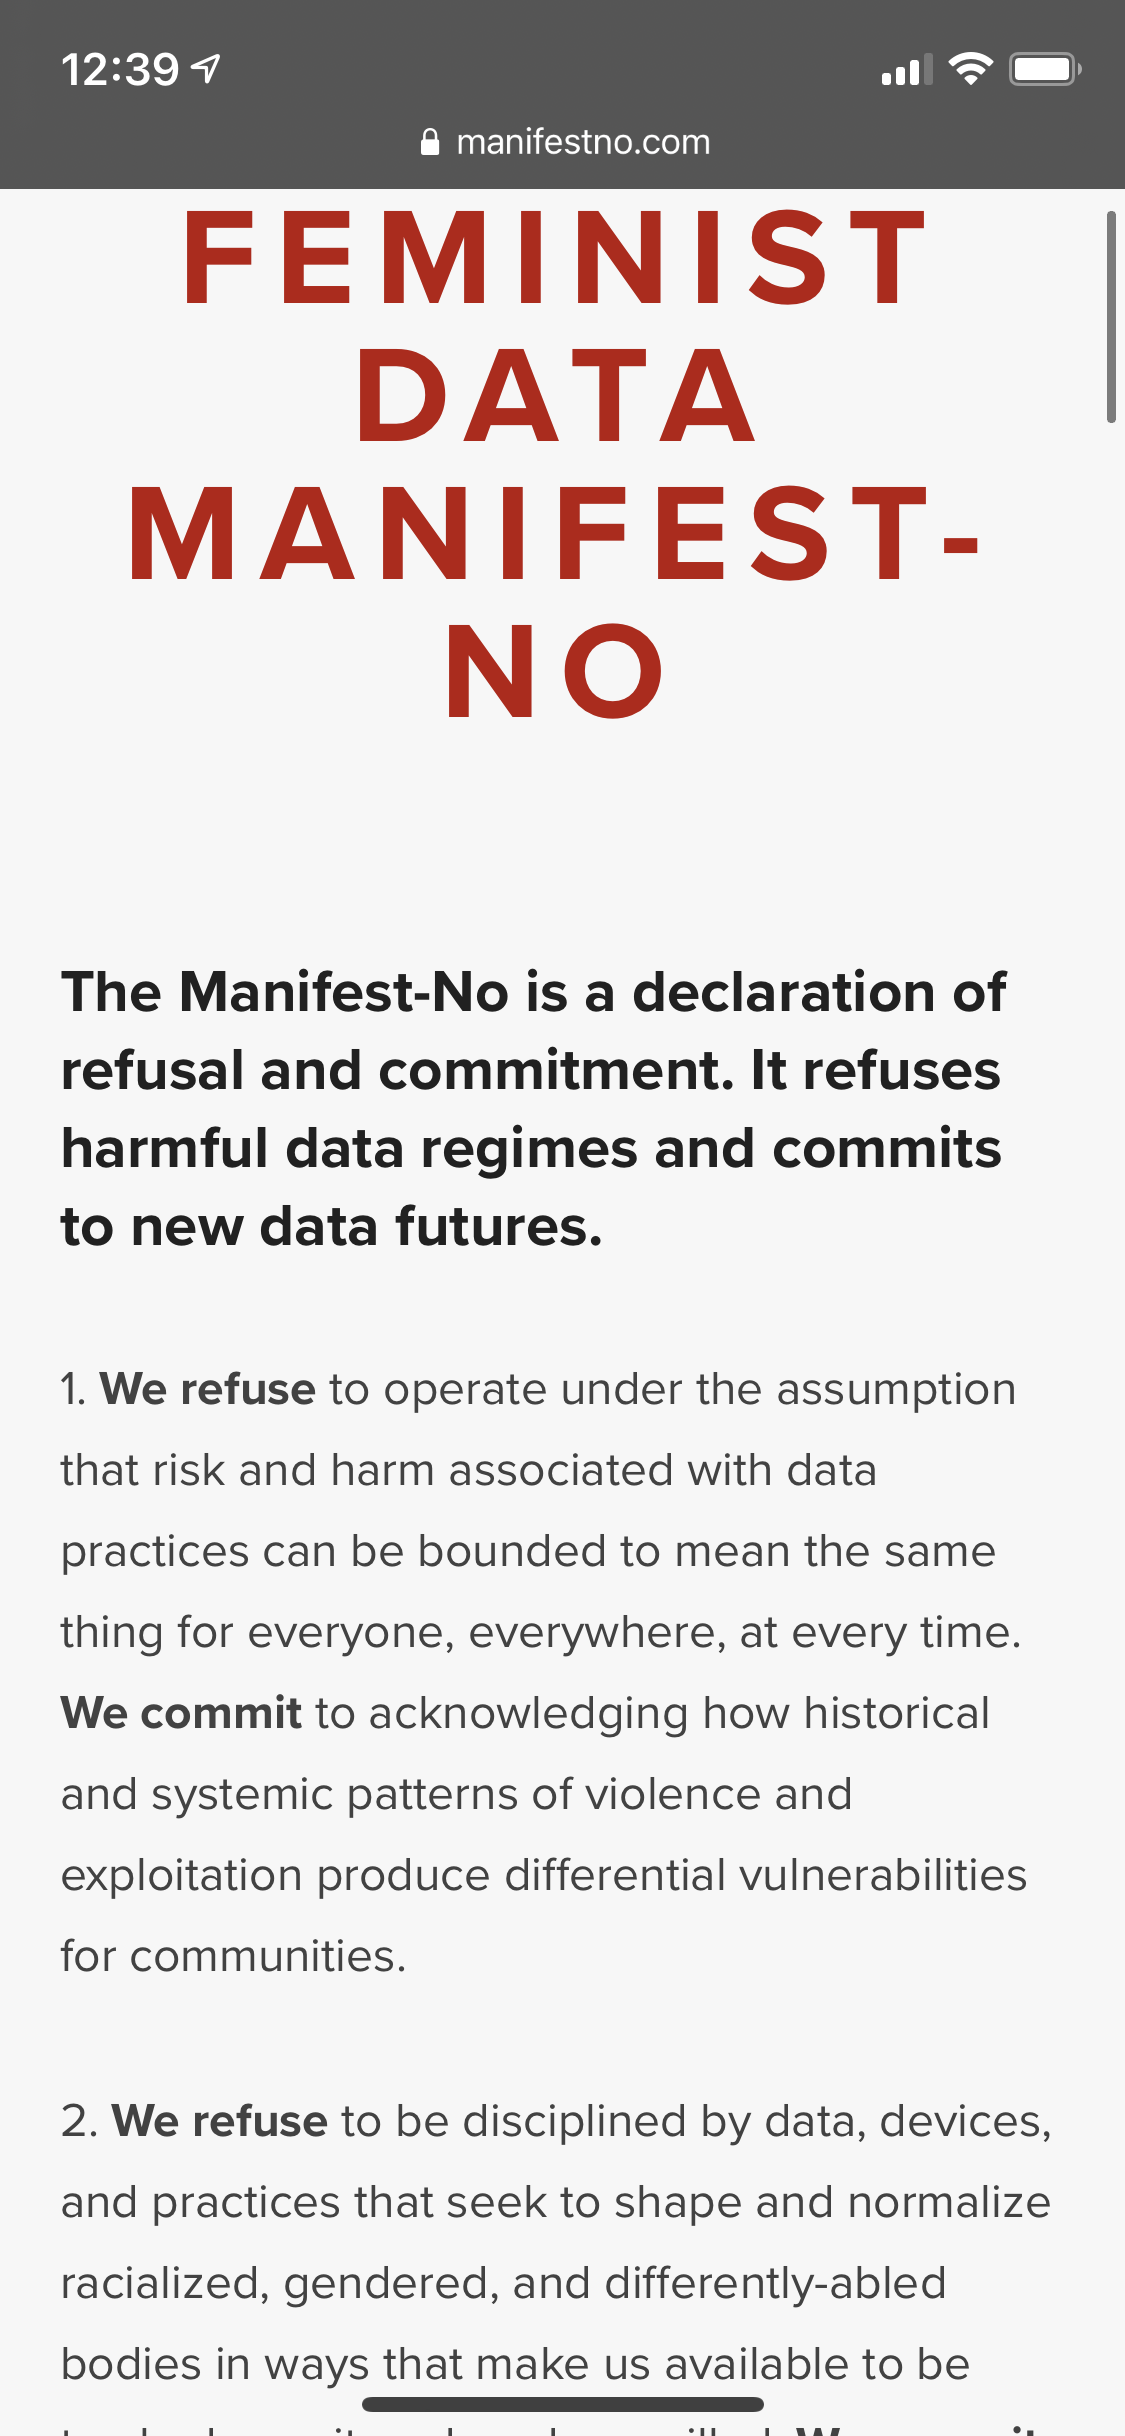 12:39
manifestno.com
FEMINIST
DATA
MANIFEST-
NO
The Manifest-No is a declaration of
refusal and commitment. It refuses
harmful data regimes and commits
to new data futures.
1. We refuse to operate under the assumption
that risk and harm associated with data
practices can be bounded to mean the same
thing for everyone, everywhere, at every time.
We commit to acknowledging how historical
and systemic patterns of violence and
exploitation produce differential vulnerabilities
for communities.
2. We refuse to be disciplined by data, devices,
and practices that seek to shape and normalize
racialized, gendered, and differently-abled
bodies in ways that make us available to be